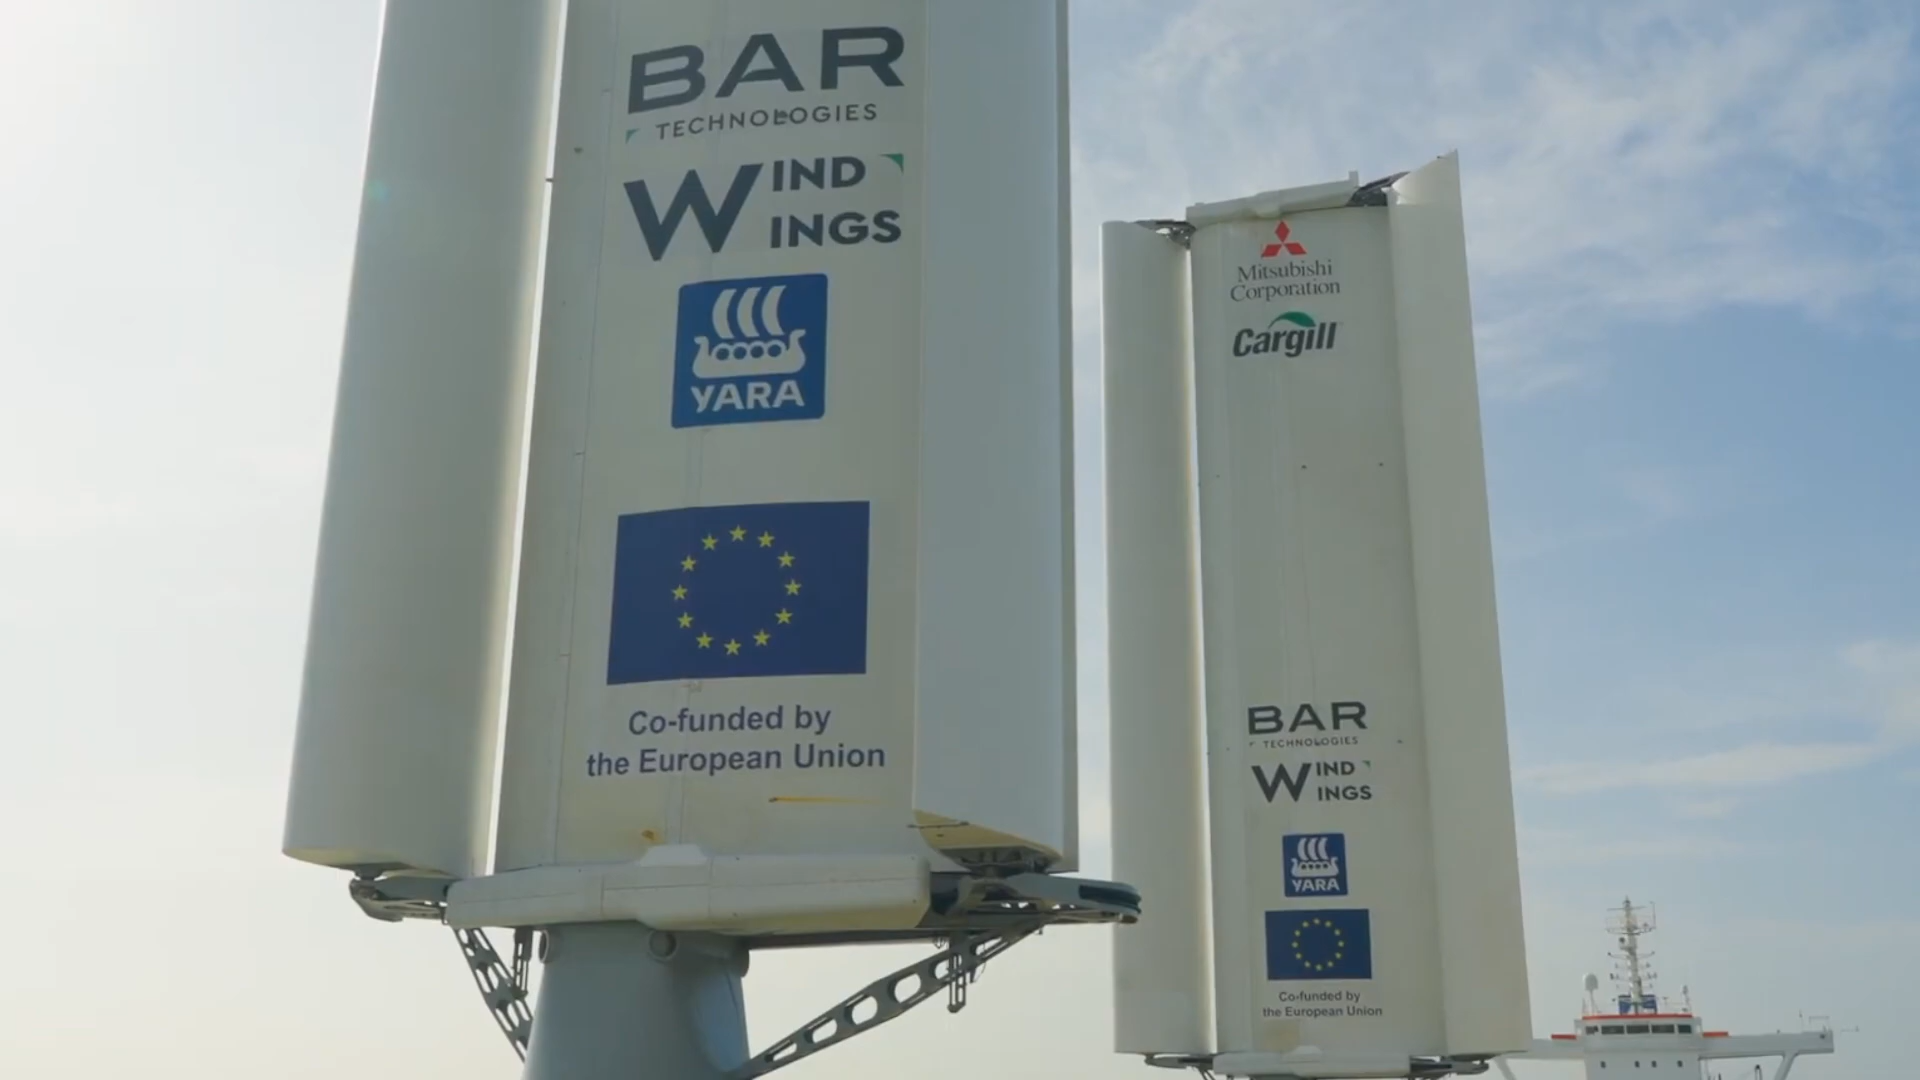 BAR
TECHNOLOGIES
WIND
WINGS
YARA
Co-funded by
the European Union
Mitsubishi
Corporation
Cargill
BAR
TECHNOLOGIES
WIND
WINGS
YARA
Co-funded by
the European Union